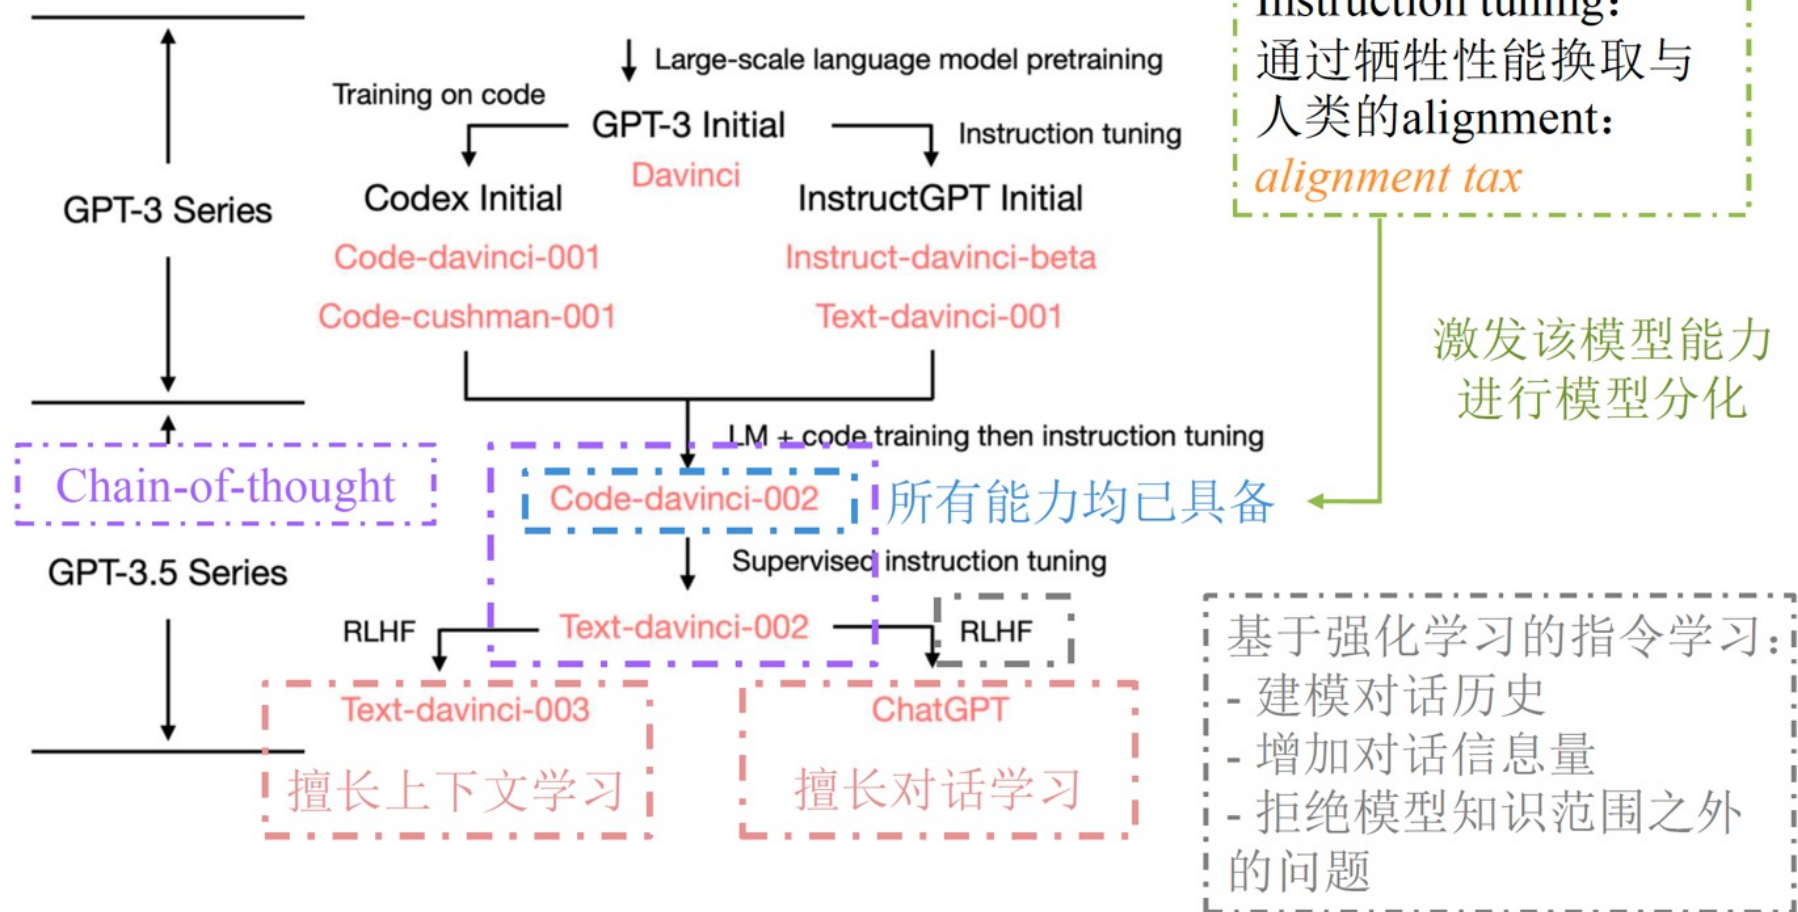 Instruction tuning：
通过牺牲性能换取与
人类的alignment：
alignment tax
Large-scale language model pretraining
Training on code
GPT-3 Initial
Instruction tuning
Davinci
Codex Initial
InstructGPT Initial
GPT-3 Series
Code-davinci-001
Instruct-davinci-beta
Code-cushman-001
Text-davinci-001
激发该模型能力
进行模型分化
LM + code training then instruction tuning
Chain-of-thought
Code-davinci-002
所有能力均已具备
GPT-3.5 Series
Supervised instruction tuning
RLHF
Text-davinci-002
RLHF
Text-davinci-003
ChatGPT
擅长上下文学习
擅长对话学习
基于强化学习的指令学习：
- 建模对话历史
- 增加对话信息量
- 拒绝模型知识范围之外
的问题